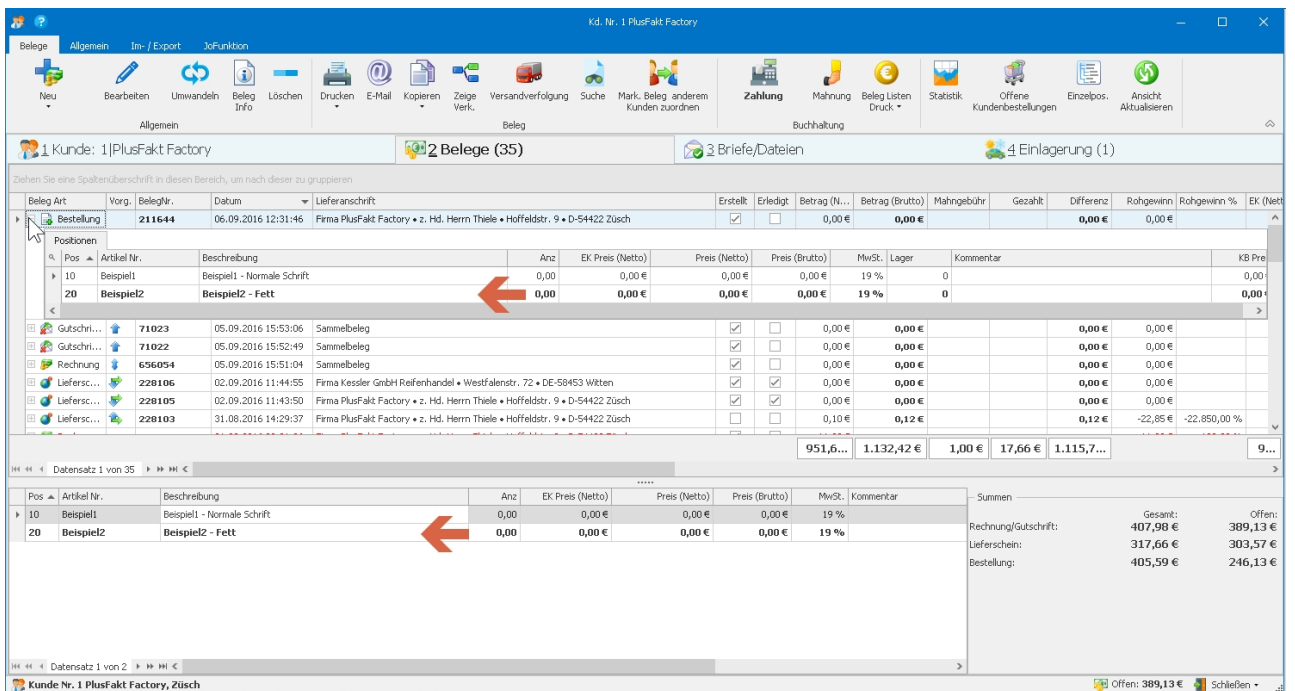 Kd. Nr. 1 PlusFakt Factory
Belege Allgemein Im- / Export JoFunktion
Neu Bearbeiten Umwandeln Beleg Info Löschen Drucken E-Mail Kopieren Zeige Verk. Versandverfolgung Suche Mark. Beleg anderem Kunden zuordnen Zahlung Mahnung Beleg Listen Druck Statistik Offene Kundenbestellungen Einzelpos. Ansicht Aktualisieren
Allgemein Beleg Buchhaltung
1 Kunde: 1|PlusFakt Factory 2 Belege (35) 3 Briefe/Dateien 4 Einlagerung (1)
Ziehen Sie eine Spaltenüberschrift in diesen Bereich, um nach dieser zu gruppieren
Beleg Art Vorg. BelegNr. Datum Lieferanschrift Erstellt Erledigt Betrag (N... Betrag (Brutto) Mahngebühr Gezahlt Differenz Rohgewinn Rohgewinn % EK (Nett
Bestellung 211644 06.09.2016 12:31:46 Firma PlusFakt Factory • z. Hd. Herrn Thiele • Hoffeldstr. 9 • D-54422 Züsch 0,00 € 0,00 € 0,00 € 0,00 €
Positionen
Pos Artikel Nr. Beschreibung Anz EK Preis (Netto) Preis (Netto) Preis (Brutto) MwSt. Lager Kommentar KB Pre
10 Beispiel1 Beispiel1 - Normale Schrift 0,00 0,00 € 0,00 € 0,00 € 19 % 0 0,00
20 Beispiel2 Beispiel2 - Fett 0,00 0,00 € 0,00 € 0,00 € 19 % 0 0,00
Gutschri... 71023 05.09.2016 15:53:06 Sammelbeleg 0,00 € 0,00 € 0,00 € 0,00 €
Gutschri... 71022 05.09.2016 15:52:49 Sammelbeleg 0,00 € 0,00 € 0,00 € 0,00 €
Rechnung 656054 05.09.2016 15:51:04 Sammelbeleg 0,00 € 0,00 € 0,00 € 0,00 €
Liefersc... 228106 02.09.2016 11:44:55 Firma Kessler GmbH Reifenhandel • Westfalenstr. 72 • DE-58453 Witten 0,00 € 0,00 € 0,00 € 0,00 €
Liefersc... 228105 02.09.2016 11:43:50 Firma PlusFakt Factory • z. Hd. Herrn Thiele • Hoffeldstr. 9 • D-54422 Züsch 0,00 € 0,00 € 0,00 € 0,00 €
Liefersc... 228103 31.08.2016 14:29:37 Firma PlusFakt Factory • z. Hd. Herrn Thiele • Hoffeldstr. 9 • D-54422 Züsch 0,10 € 0,12 € 0,12 € -22,85 € -22.850,00 %
951,6... 1.132,42 € 1,00 € 17,66 € 1.115,7... 9...
Datensatz 1 von 35
Pos Artikel Nr. Beschreibung Anz EK Preis (Netto) Preis (Netto) Preis (Brutto) MwSt. Kommentar
10 Beispiel1 Beispiel1 - Normale Schrift 0,00 0,00 € 0,00 € 0,00 € 19 %
20 Beispiel2 Beispiel2 - Fett 0,00 0,00 € 0,00 € 0,00 € 19 %
Summen
Gesamt: Offen:
Rechnung/Gutschrift: 407,98 € 389,13 €
Lieferschein: 317,66 € 303,57 €
Bestellung: 405,59 € 246,13 €
Datensatz 1 von 2
Kunde Nr. 1 PlusFakt Factory, Züsch Offen: 389,13 € Schließen